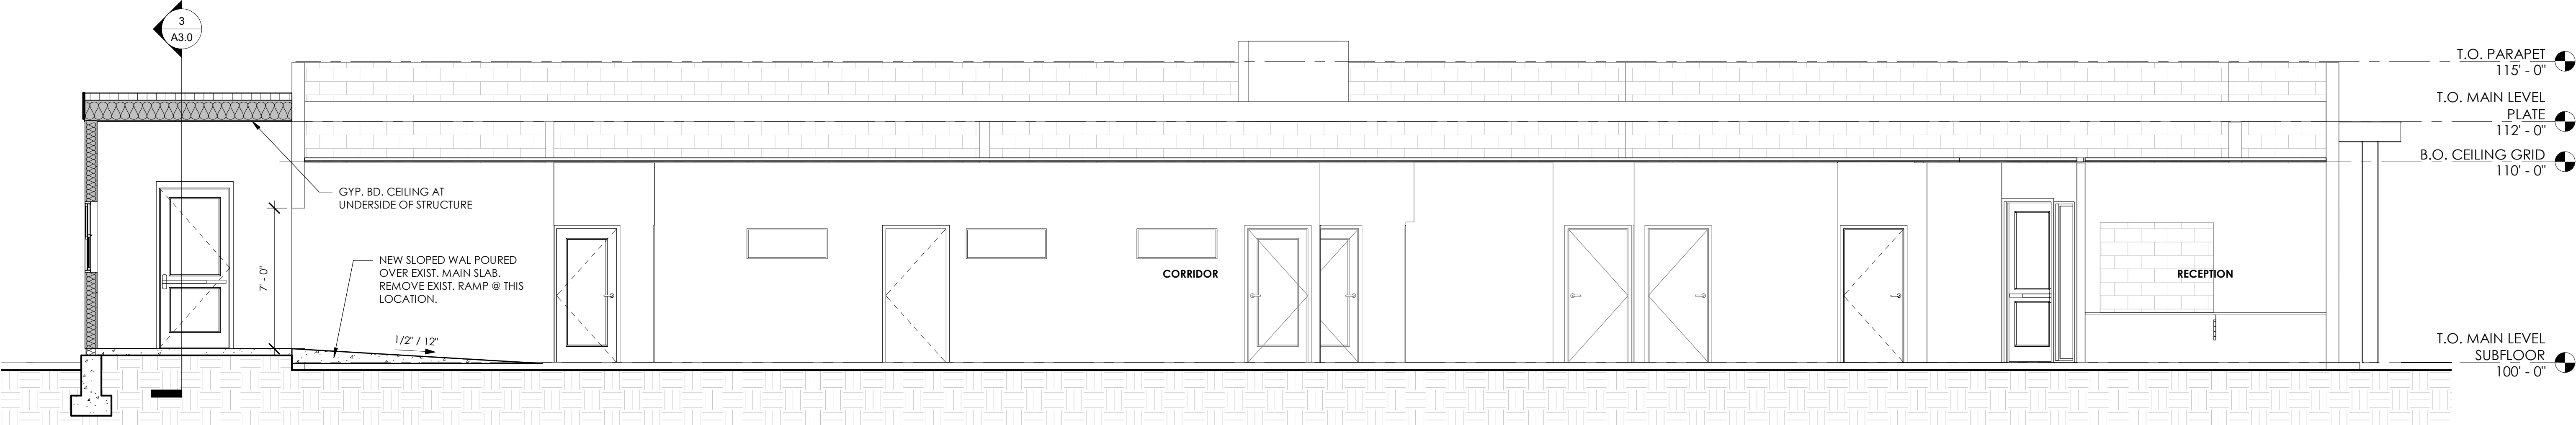 3
A3.0
T.O. PARAPET
115' - 0"
T.O. MAIN LEVEL
PLATE
112' - 0"
B.O. CEILING GRID
110' - 0"
GYP. BD. CEILING AT
UNDERSIDE OF STRUCTURE
7' - 0"
NEW SLOPED WAL POURED
OVER EXIST. MAIN SLAB.
REMOVE EXIST. RAMP @ THIS
LOCATION.
1/2" / 12"
CORRIDOR
RECEPTION
T.O. MAIN LEVEL
SUBFLOOR
100' - 0"